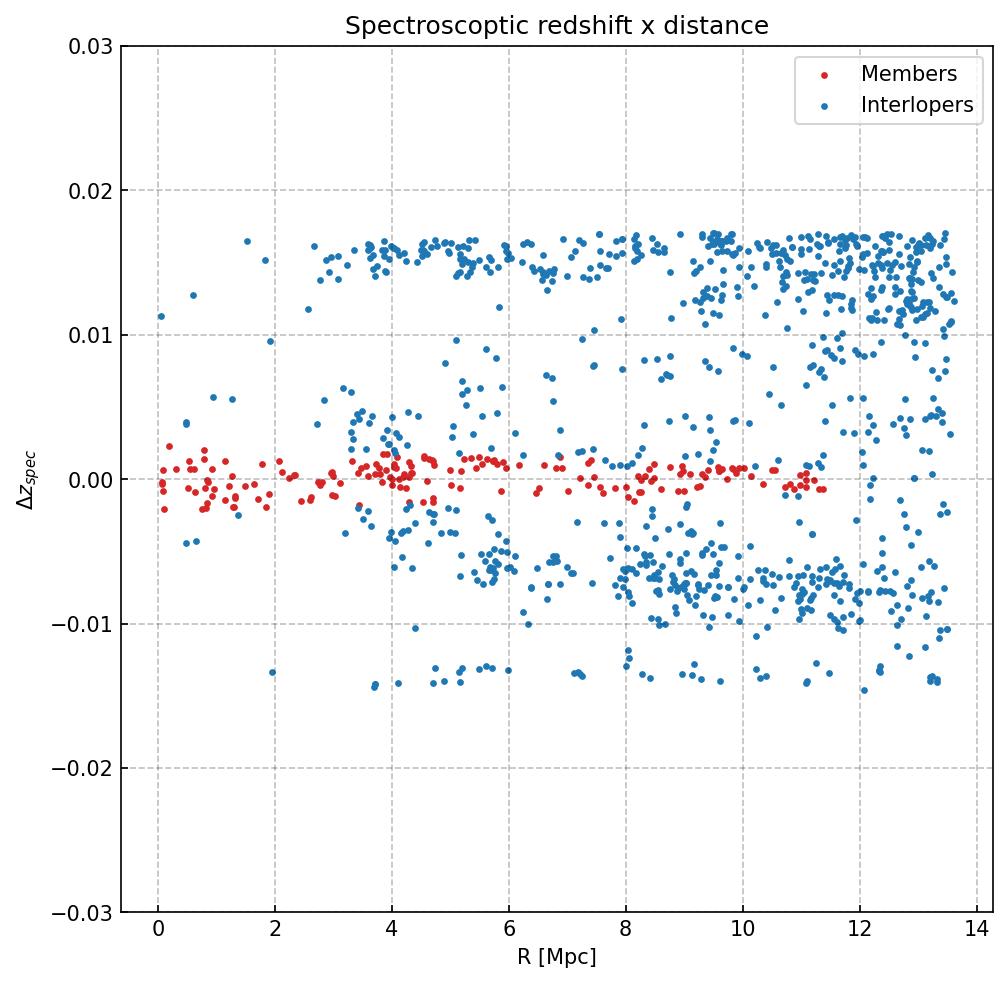 Spectroscoptic redshift x distance
0.03
0.02
0.01
0.00
−0.01
−0.02
−0.03
Δz_spec
Members
Interlopers
0 2 4 6 8 10 12 14
R [Mpc]